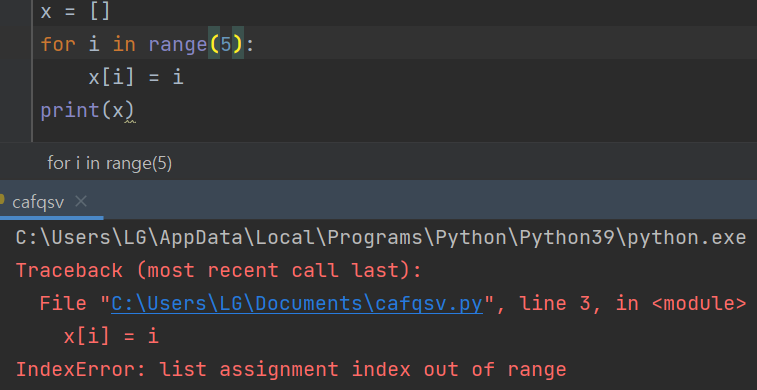 x = []
for i in range(5):
    x[i] = i
print(x)
for i in range(5)
cafqsv
C:\Users\LG\AppData\Local\Programs\Python\Python39\python.exe
Traceback (most recent call last):
  File "C:\Users\LG\Documents\cafqsv.py", line 3, in <module>
    x[i] = i
IndexError: list assignment index out of range